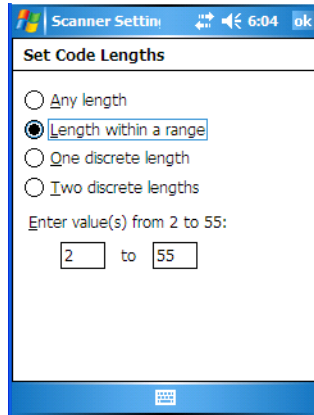 Scanner Settin 6:04 ok
Set Code Lengths
Any length
Length within a range
One discrete length
Two discrete lengths
Enter value(s) from 2 to 55:
2 to 55